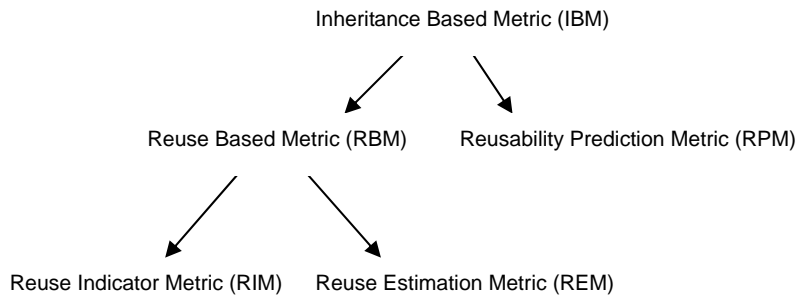 Inheritance Based Metric (IBM)
Reuse Based Metric (RBM)
Reusability Prediction Metric (RPM)
Reuse Indicator Metric (RIM)
Reuse Estimation Metric (REM)